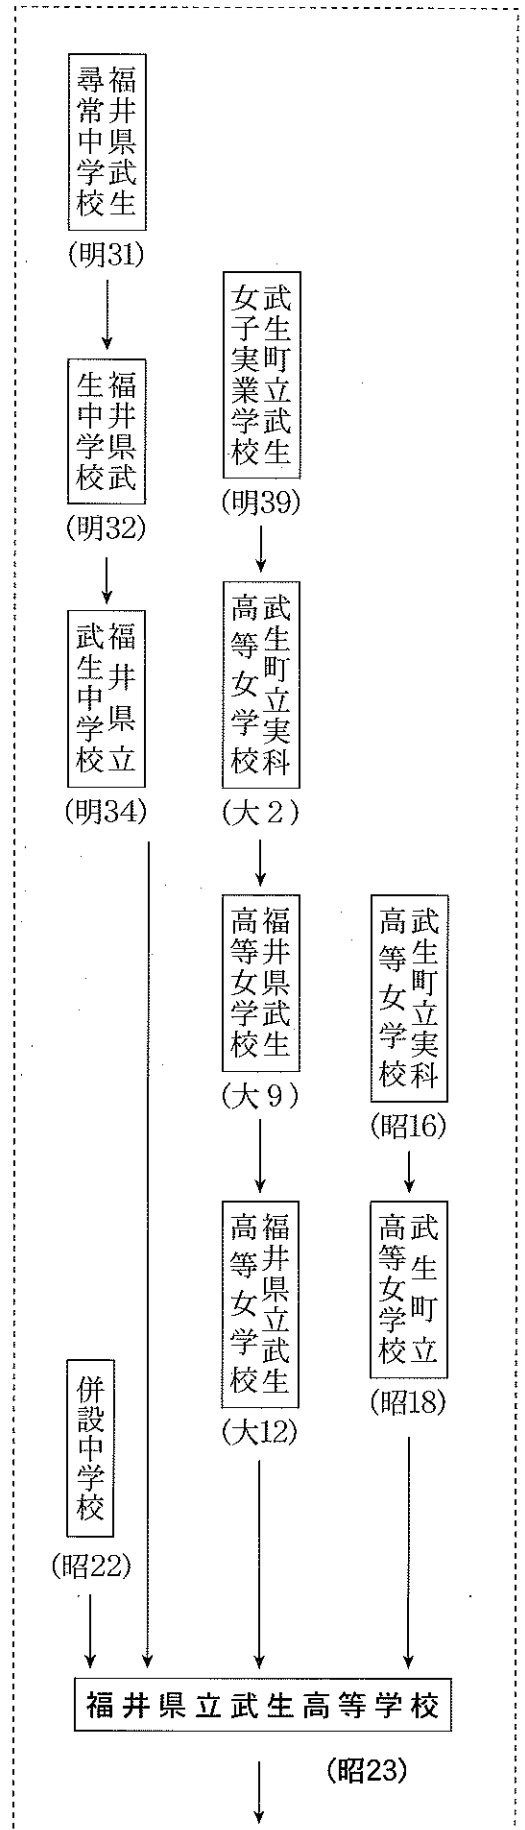 福井県武生
尋常中学校
(明31)
福井県武
生中学校
(明32)
福井県立
武生中学校
(明34)
武生町立武生
女子実業学校
(明39)
武生町立実科
高等女学校
(大2)
福井県武生
高等女学校
(大9)
福井県立武生
高等女学校
(大12)
武生町立実科
高等女学校
(昭16)
武生町立
高等女学校
(昭18)
併設中学校
(昭22)
福井県立武生高等学校
(昭23)